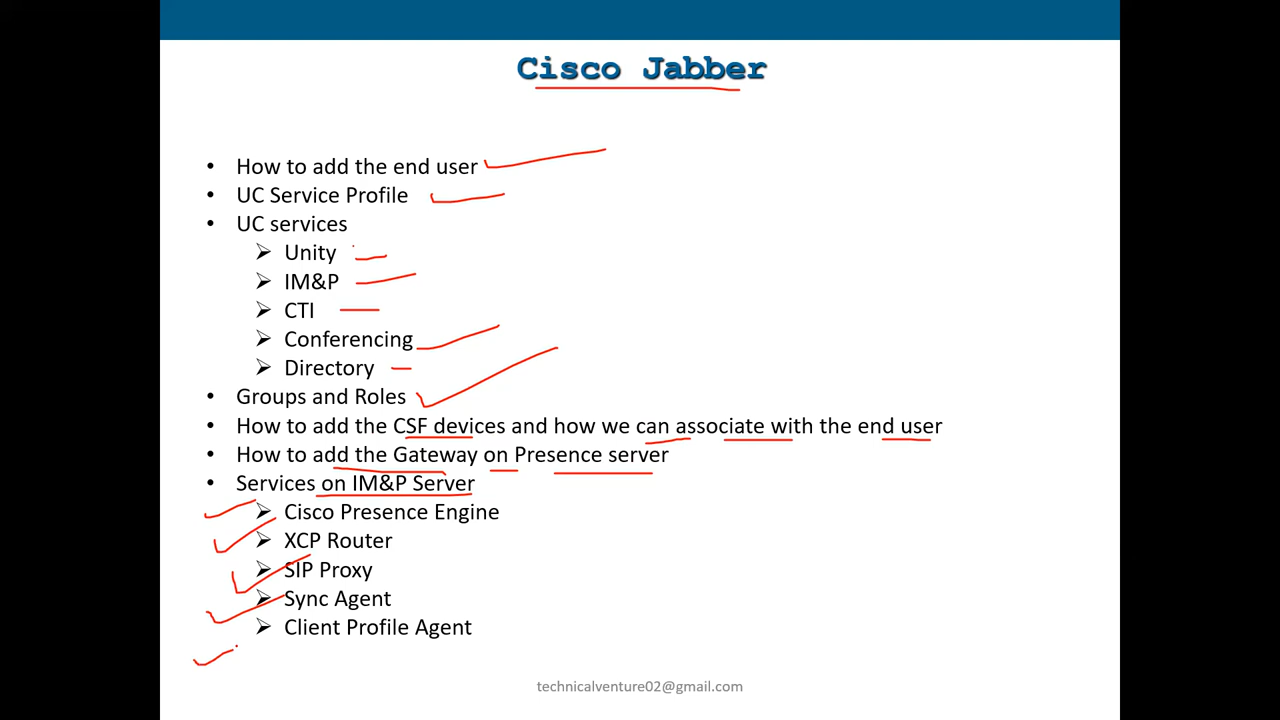 Cisco Jabber
• How to add the end user
• UC Service Profile
• UC services
➢ Unity
➢ IM&P
➢ CTI
➢ Conferencing
➢ Directory
• Groups and Roles
• How to add the CSF devices and how we can associate with the end user
• How to add the Gateway on Presence server
• Services on IM&P Server
➢ Cisco Presence Engine
➢ XCP Router
➢ SIP Proxy
➢ Sync Agent
➢ Client Profile Agent
technicalventure02@gmail.com